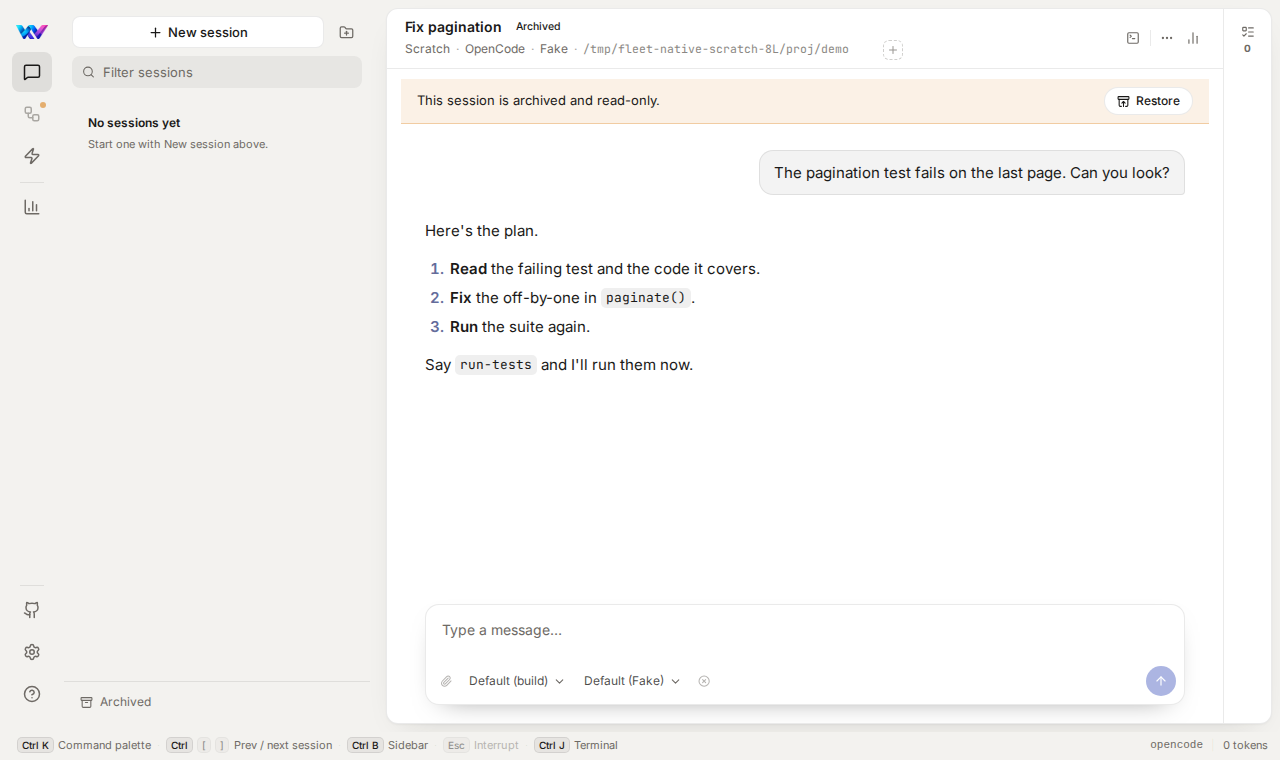 New session
Filter sessions
No sessions yet
Start one with New session above.
Archived
Fix pagination Archived
Scratch · OpenCode · Fake · /tmp/fleet-native-scratch-8L/proj/demo
0
This session is archived and read-only.
Restore
The pagination test fails on the last page. Can you look?
Here's the plan.
1. Read the failing test and the code it covers.
2. Fix the off-by-one in paginate().
3. Run the suite again.
Say run-tests and I'll run them now.
Type a message...
Default (build) Default (Fake)
Ctrl K Command palette Ctrl [ ] Prev / next session Ctrl B Sidebar Esc Interrupt Ctrl J Terminal opencode 0 tokens